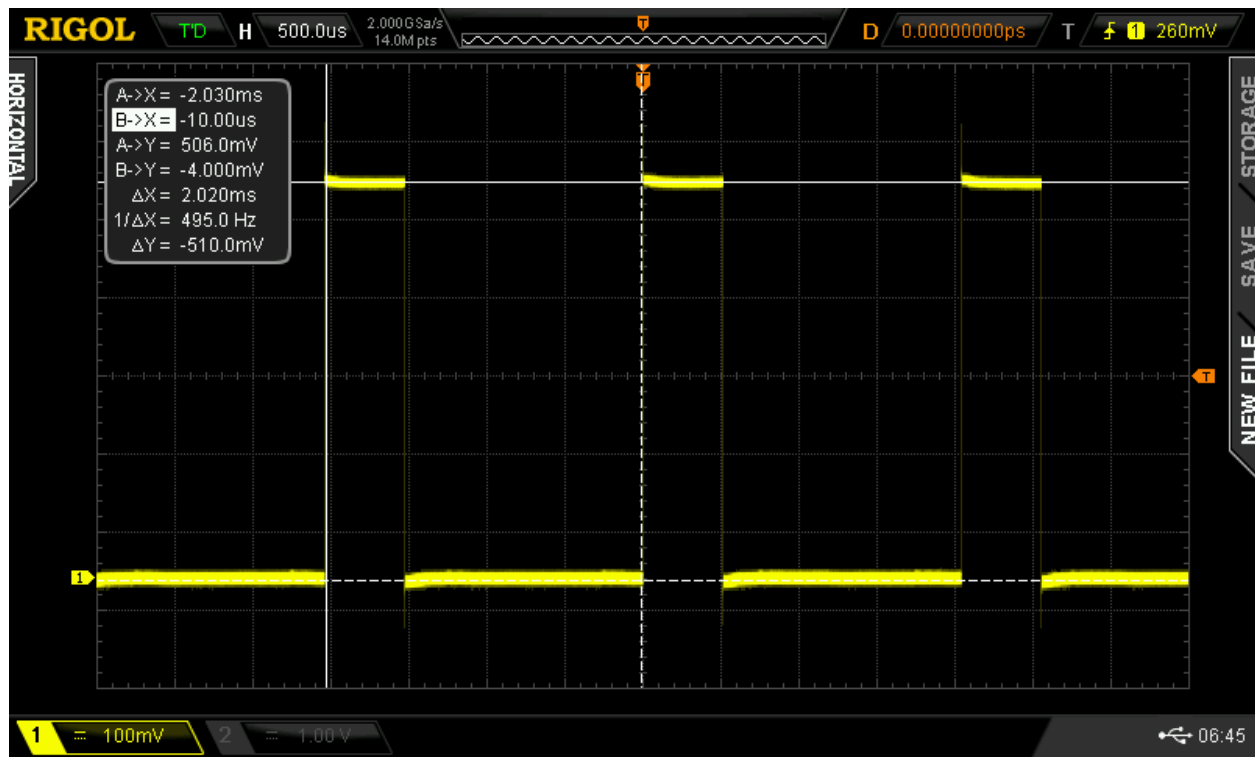 RIGOL T'D H 500.0us 2.000GSa/s 14.0M pts T D 0.00000000ps T 1 260mV
HORIZONTAL
A->X = -2.030ms
B->X = -10.00us
A->Y = 506.0mV
B->Y = -4.000mV
ΔX = 2.020ms
1/ΔX = 495.0 Hz
ΔY = -510.0mV
T
STORAGE
SAVE
NEW FILE
T
1
1 100mV 2 1.00 V 06:45